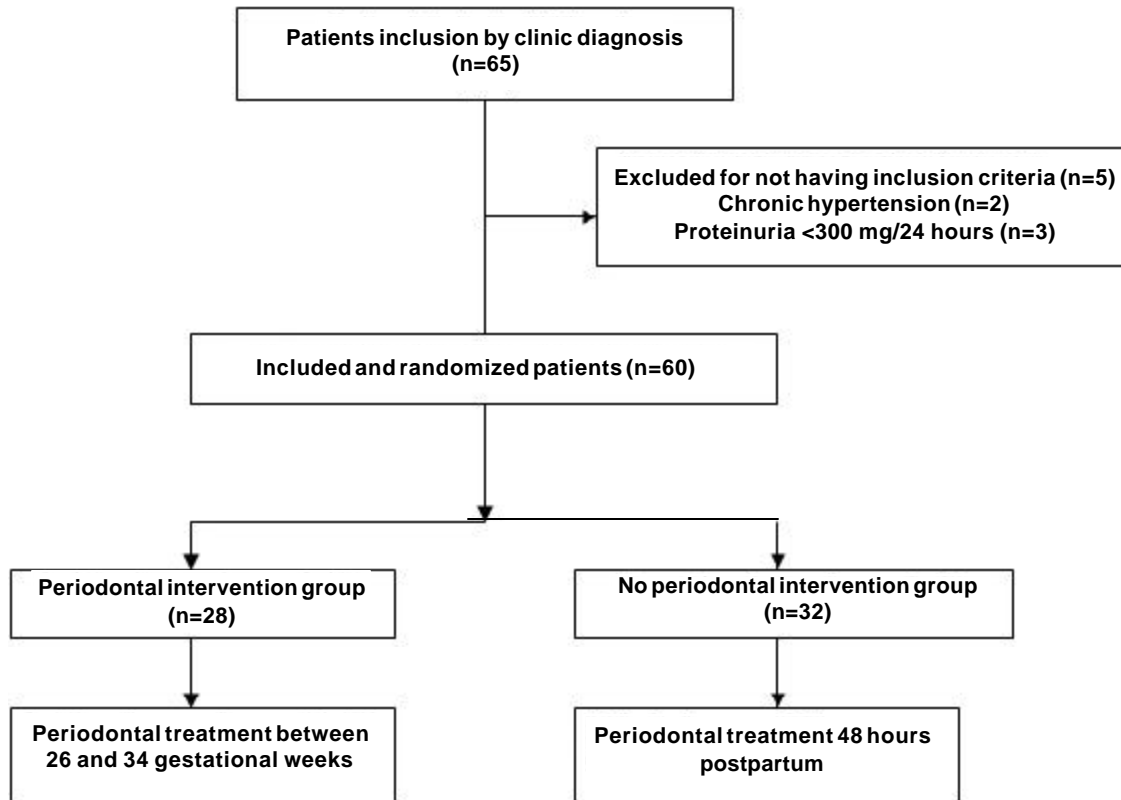 Patients inclusion by clinic diagnosis
(n=65)
Excluded for not having inclusion criteria (n=5)
Chronic hypertension (n=2)
Proteinuria <300 mg/24 hours (n=3)
Included and randomized patients (n=60)
Periodontal intervention group
(n=28)
No periodontal intervention group
(n=32)
Periodontal treatment between
26 and 34 gestational weeks
Periodontal treatment 48 hours
postpartum